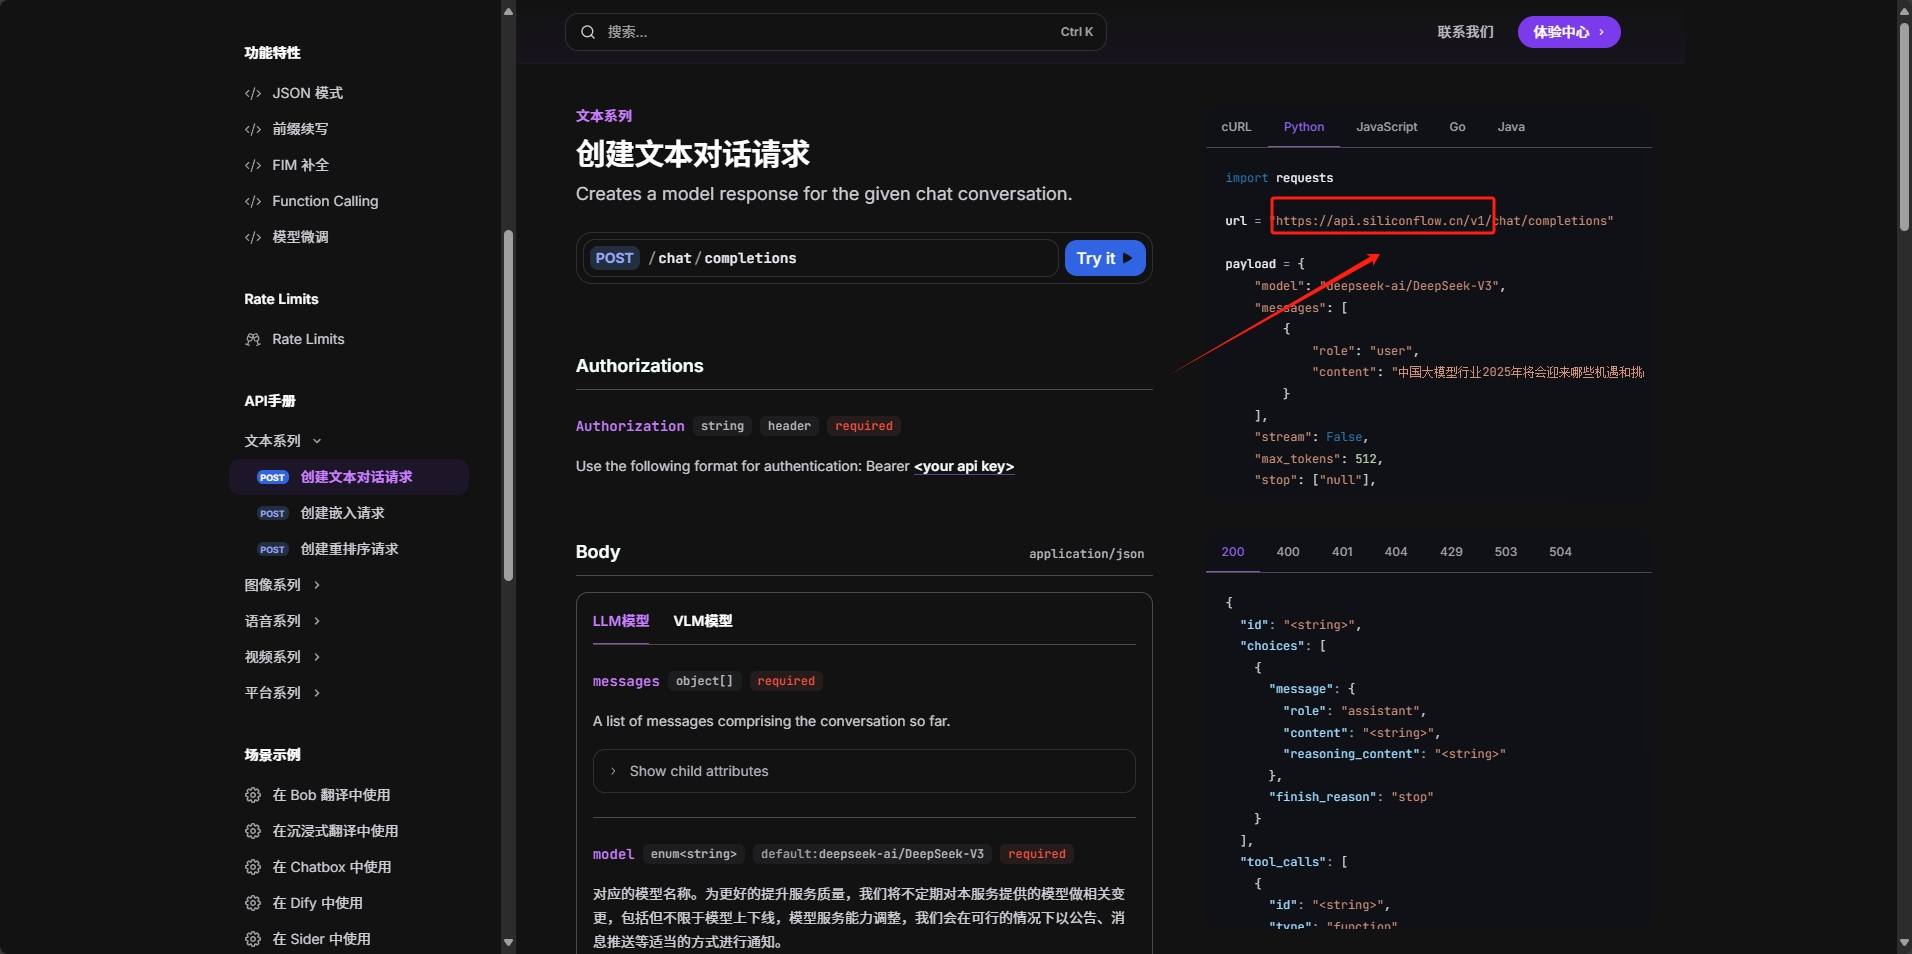 功能特性
JSON 模式
前缀续写
FIM 补全
Function Calling
模型微调
Rate Limits
Rate Limits
API手册
文本系列
POST 创建文本对话请求
POST 创建嵌入请求
POST 创建重排序请求
图像系列
语音系列
视频系列
平台系列
场景示例
在 Bob 翻译中使用
在沉浸式翻译中使用
在 Chatbox 中使用
在 Dify 中使用
在 Sider 中使用
搜索... Ctrl K
联系我们
体验中心
文本系列
创建文本对话请求
Creates a model response for the given chat conversation.
POST /chat/completions Try it
Authorizations
Authorization string header required
Use the following format for authentication: Bearer <your api key>
Body application/json
LLM模型 VLM模型
messages object[] required
A list of messages comprising the conversation so far.
Show child attributes
model enum<string> default:deepseek-ai/DeepSeek-V3 required
对应的模型名称。为更好的提升服务质量，我们将不定期对本服务提供的模型做相关变
更，包括但不限于模型上下线，模型服务能力调整，我们会在可行的情况下以公告、消
息推送等适当的方式进行通知。
cURL Python JavaScript Go Java
import requests
url = "https://api.siliconflow.cn/v1/chat/completions"
payload = {
"model": "deepseek-ai/DeepSeek-V3",
"messages": [
{
"role": "user",
"content": "中国大模型行业2025年将会迎来哪些机遇和挑
}
],
"stream": False,
"max_tokens": 512,
"stop": ["null"],
200 400 401 404 429 503 504
{
"id": "<string>",
"choices": [
{
"message": {
"role": "assistant",
"content": "<string>",
"reasoning_content": "<string>"
},
"finish_reason": "stop"
}
],
"tool_calls": [
{
"id": "<string>",
"type": "function"